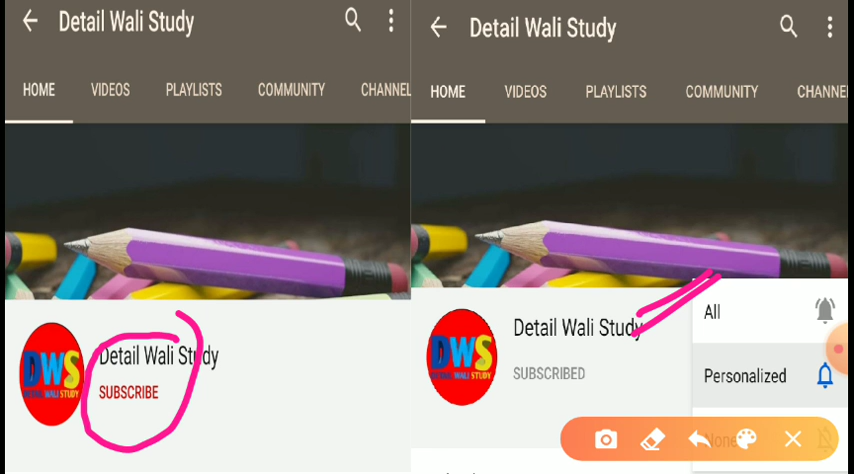 Detail Wali Study
HOME VIDEOS PLAYLISTS COMMUNITY CHANNEL
DWS
DETAIL WALI STUDY
Detail Wali Study
SUBSCRIBE
Detail Wali Study
HOME VIDEOS PLAYLISTS COMMUNITY CHANNE
DWS
DETAIL WALI STUDY
Detail Wali Study
SUBSCRIBED
All
Personalized
None